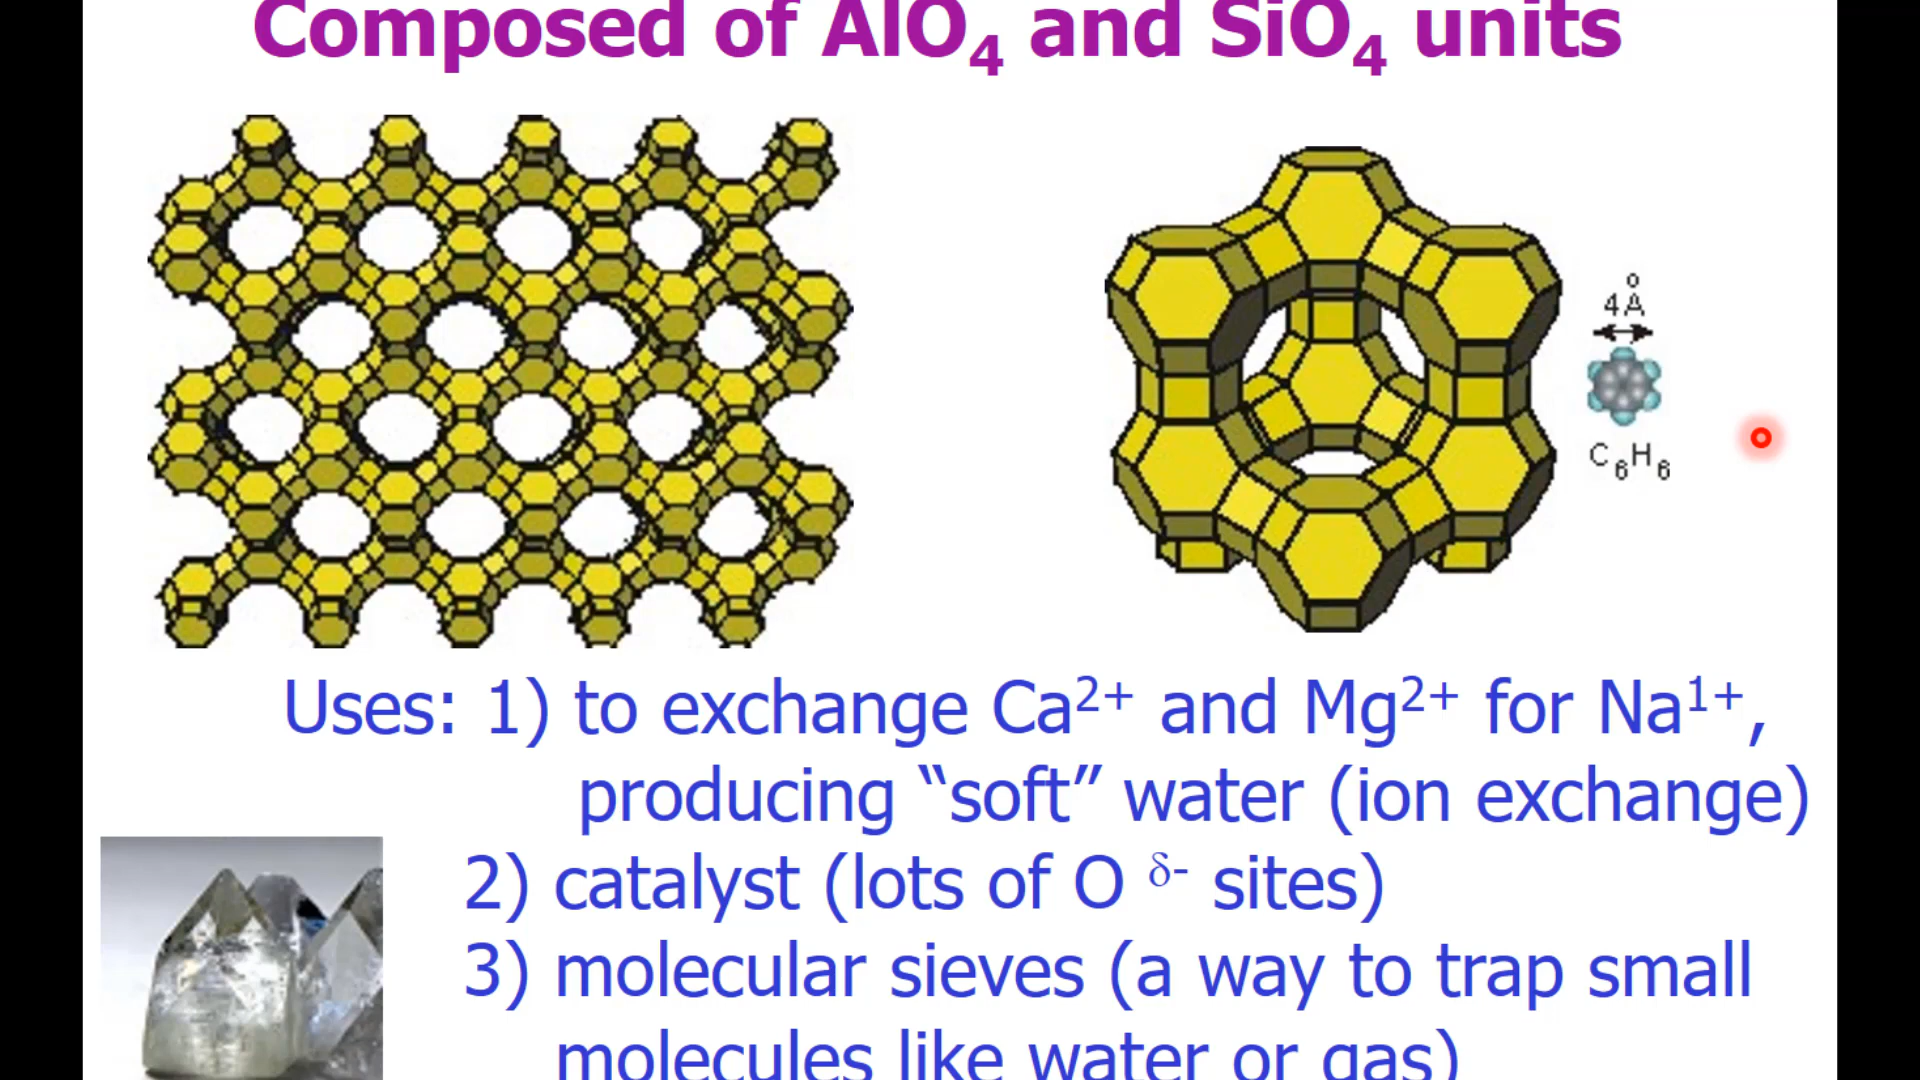 Composed of AlO₄ and SiO₄ units
o
4A
C₆H₆
Uses: 1) to exchange Ca²⁺ and Mg²⁺ for Na¹⁺,
producing “soft” water (ion exchange)
2) catalyst (lots of O δ- sites)
3) molecular sieves (a way to trap small
molecules like water or gas)